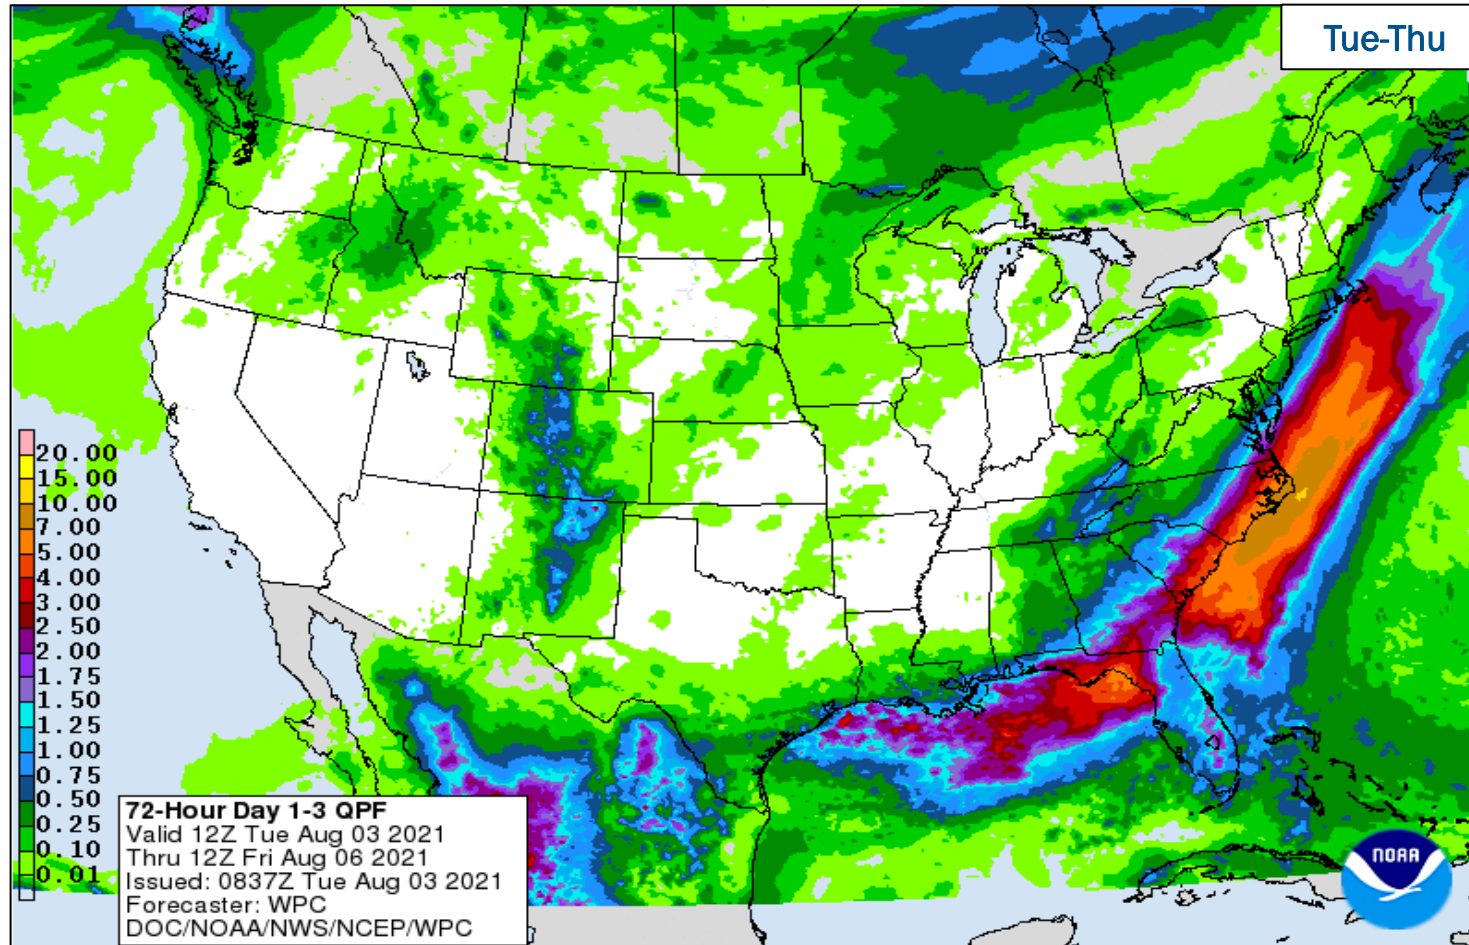 Tue-Thu
20.00
15.00
10.00
7.00
5.00
4.00
3.00
2.50
2.00
1.75
1.50
1.25
1.00
0.75
0.50
0.25
0.10
0.01
72-Hour Day 1-3 QPF
Valid 12Z Tue Aug 03 2021
Thru 12Z Fri Aug 06 2021
Issued: 0837Z Tue Aug 03 2021
Forecaster: WPC
DOC/NOAA/NWS/NCEP/WPC
NOAA